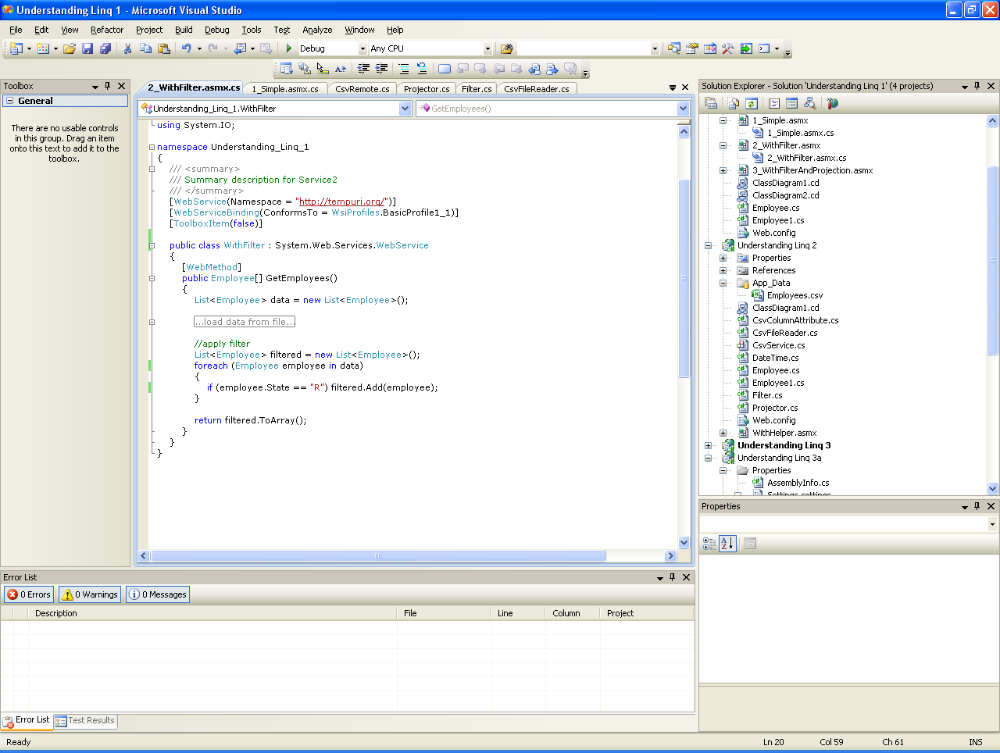 Understanding Linq 1 - Microsoft Visual Studio
File Edit View Refactor Project Build Debug Tools Test Analyze Window Help
Debug Any CPU
Toolbox
General
There are no usable controls
in this group. Drag an item
onto this text to add it to the
toolbox.
2_WithFilter.asmx.cs 1_Simple.asmx.cs CsvRemote.cs Projector.cs Filter.cs CsvFileReader.cs
Understanding_Linq_1.WithFilter GetEmployees()
using System.IO;
namespace Understanding_Linq_1
{
/// <summary>
/// Summary description for Service2
/// </summary>
[WebService(Namespace = "http://tempuri.org/")]
[WebServiceBinding(ConformsTo = WsiProfiles.BasicProfile1_1)]
[ToolboxItem(false)]
public class WithFilter : System.Web.Services.WebService
{
[WebMethod]
public Employee[] GetEmployees()
{
List<Employee> data = new List<Employee>();
...load data from file...
//apply filter
List<Employee> filtered = new List<Employee>();
foreach (Employee employee in data)
{
if (employee.State == "R") filtered.Add(employee);
}
return filtered.ToArray();
}
}
}
Solution Explorer - Solution 'Understanding Linq 1' (4 projects)
1_Simple.asmx
1_Simple.asmx.cs
2_WithFilter.asmx
2_WithFilter.asmx.cs
3_WithFilterAndProjection.asmx
ClassDiagram1.cd
ClassDiagram2.cd
Employee.cs
Employee1.cs
Web.config
Understanding Linq 2
Properties
References
App_Data
Employees.csv
ClassDiagram1.cd
CsvColumnAttribute.cs
CsvFileReader.cs
CsvService.cs
DateTime.cs
Employee.cs
Employee1.cs
Filter.cs
Projector.cs
Web.config
WithHelper.asmx
Understanding Linq 3
Understanding Linq 3a
Properties
AssemblyInfo.cs
Settings.settings
Properties
Error List
0 Errors 0 Warnings 0 Messages
Description File Line Column Project
Error List Test Results
Ready Ln 20 Col 59 Ch 61 INS